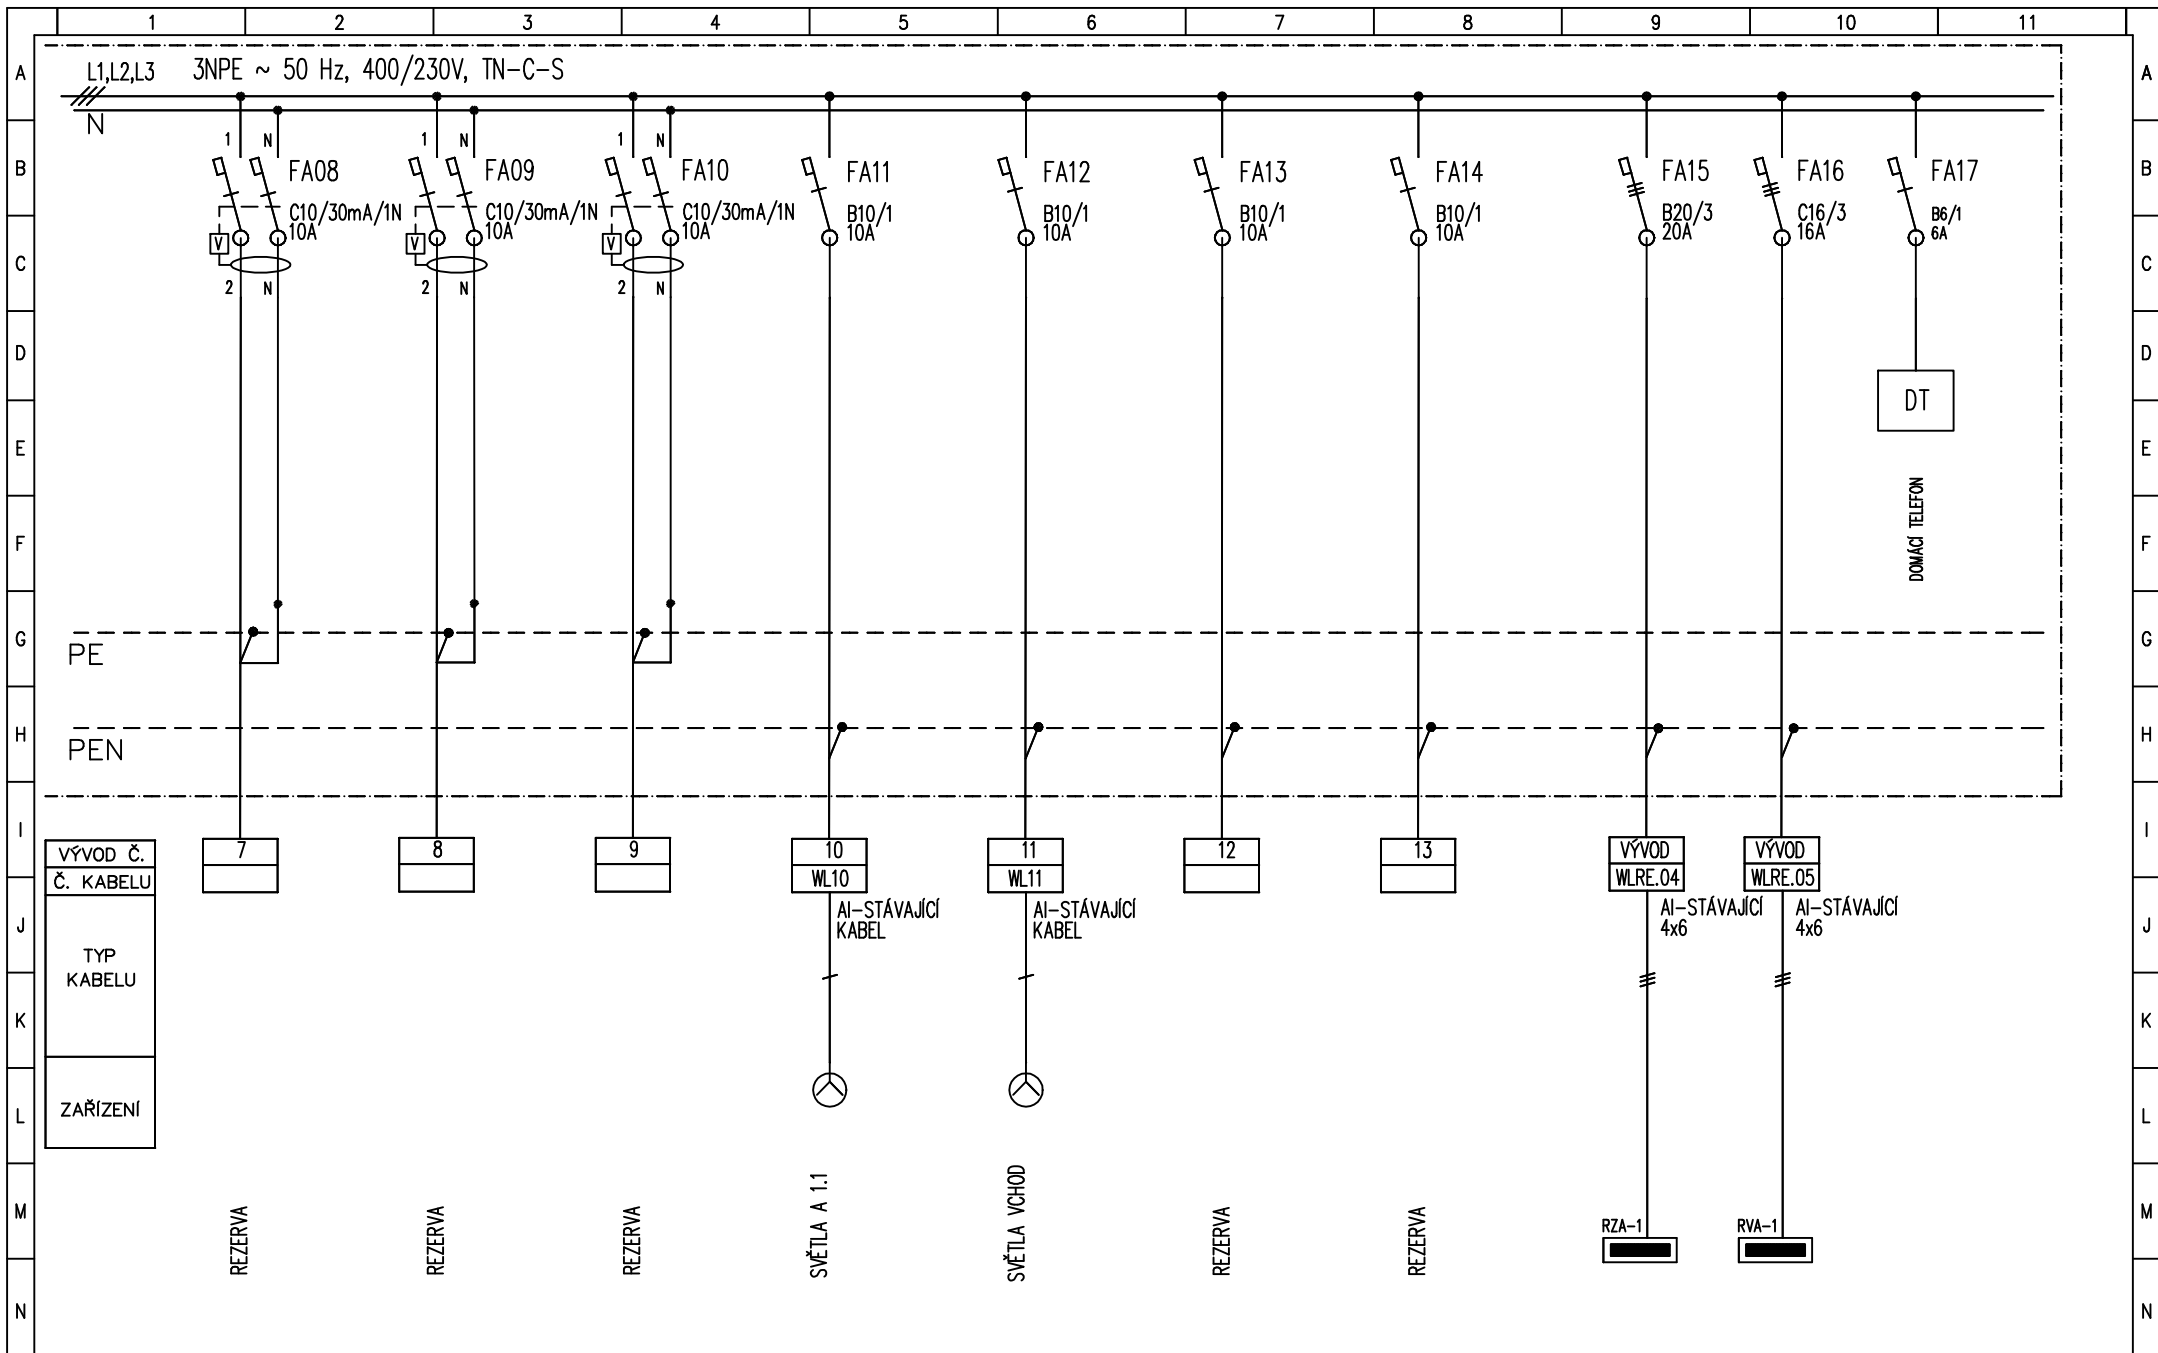 1 2 3 4 5 6 7 8 9 10 11
A L1,L2,L3 3NPE ~ 50 Hz, 400/230V, TN-C-S A
N
1 N 1 N 1 N
B FA08 FA09 FA10 FA11 FA12 FA13 FA14 FA15 FA16 FA17 B
C10/30mA/1N C10/30mA/1N C10/30mA/1N B10/1 B10/1 B10/1 B10/1 B20/3 C16/3 B6/1
10A 10A 10A 10A 10A 10A 10A 20A 16A 6A
V V V
C C
2 N 2 N 2 N
D D
DT
E E
DOMÁCÍ TELEFON
F F
G G
PE
H H
PEN
I I
VÝVOD Č. 7 8 9 10 11 12 13 VÝVOD VÝVOD
Č. KABELU WL10 WL11 WLRE.04 WLRE.05
AI-STÁVAJÍCÍ AI-STÁVAJÍCÍ AI-STÁVAJÍCÍ AI-STÁVAJÍCÍ
J KABEL KABEL 4x6 4x6 J
TYP
KABELU
K K
ZAŘÍZENÍ
L L
M M
RZA-1 RVA-1
REZERVA
REZERVA
REZERVA
SVĚTLA A 1.1
SVĚTLA VCHOD
REZERVA
REZERVA
N N